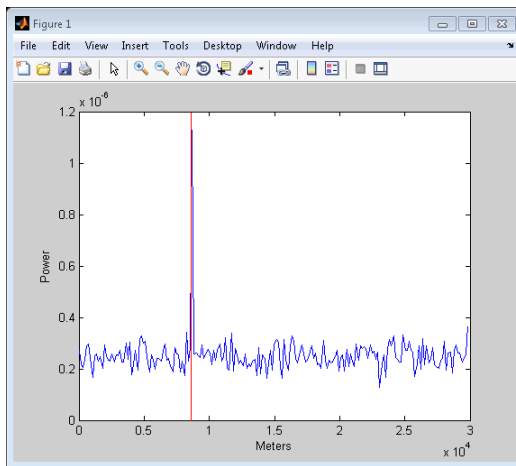 Figure 1
File Edit View Insert Tools Desktop Window Help
x 10^-6
1.2
1
0.8
0.6
0.4
0.2
0
Power
0 0.5 1 1.5 2 2.5 3
Meters
x 10^4